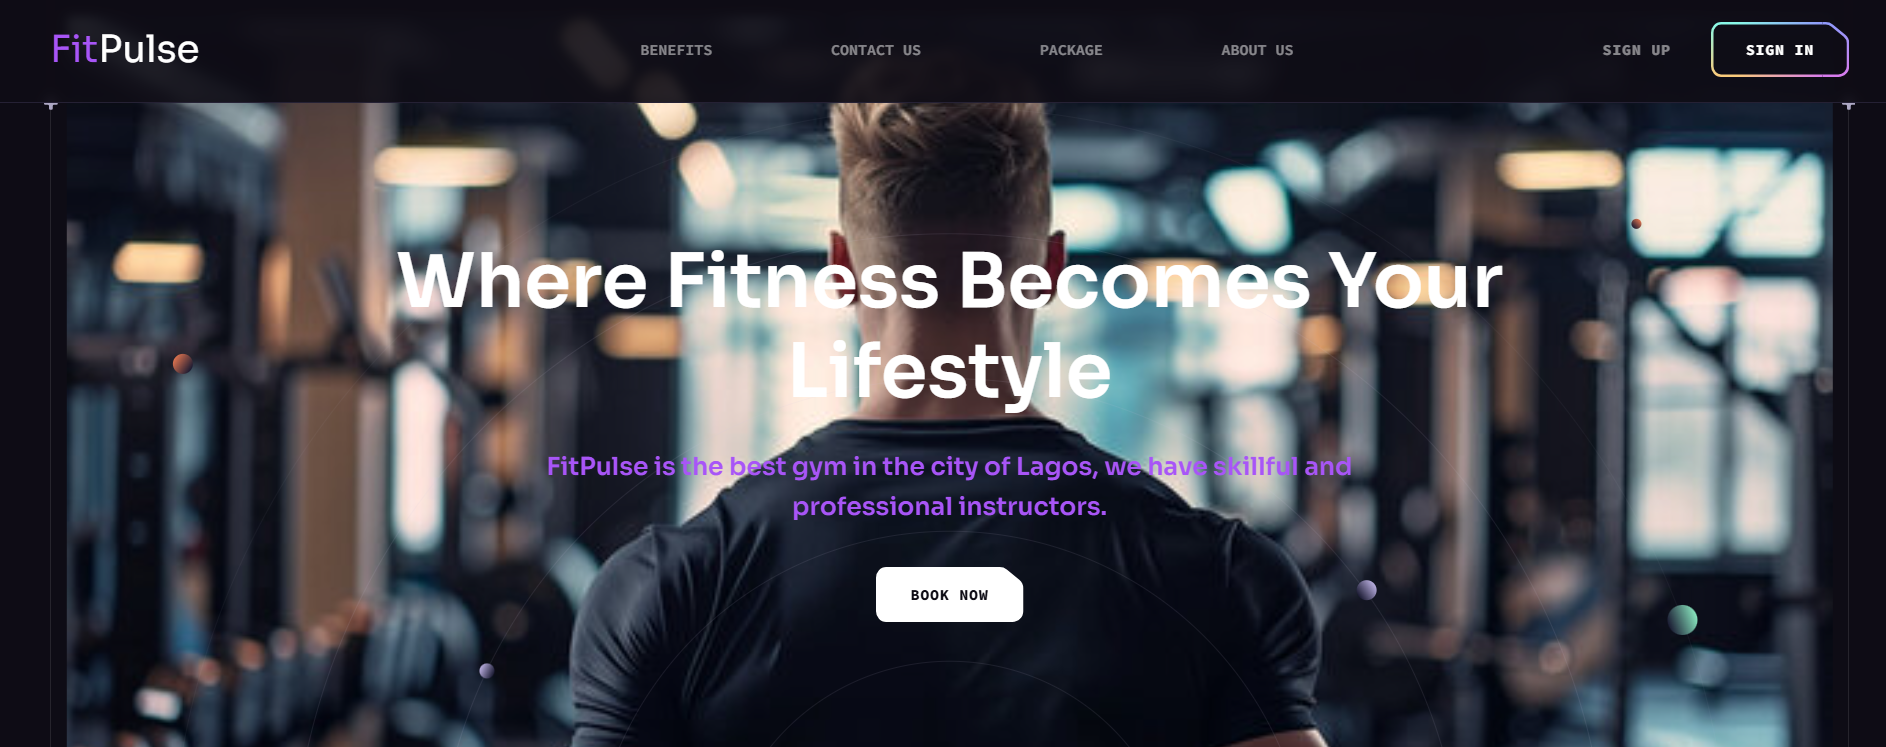 FitPulse
BENEFITS
CONTACT US
PACKAGE
ABOUT US
SIGN UP
SIGN IN
Where Fitness Becomes Your
Lifestyle
FitPulse is the best gym in the city of Lagos, we have skillful and
professional instructors.
BOOK NOW